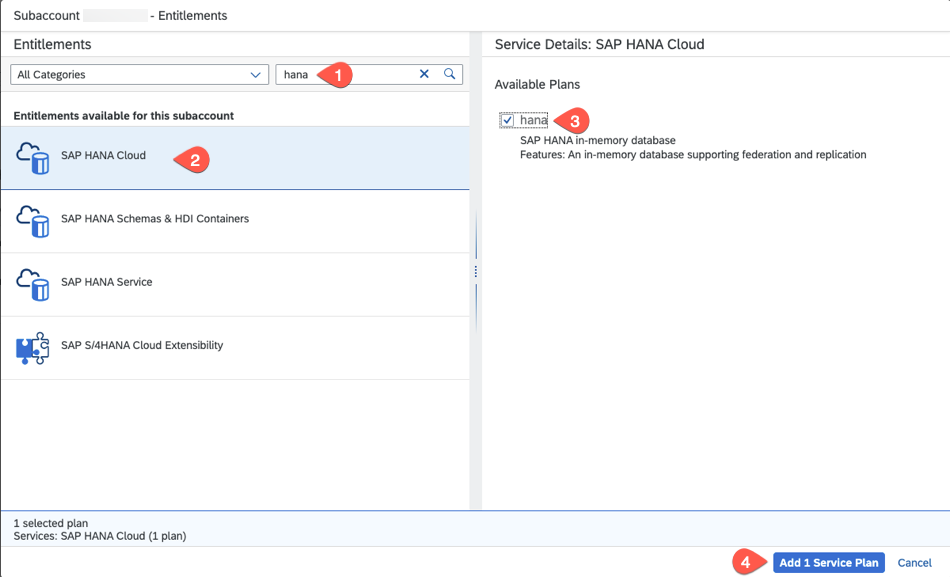 Subaccount - Entitlements
Entitlements
All Categories
hana
1
Entitlements available for this subaccount
SAP HANA Cloud
2
SAP HANA Schemas & HDI Containers
SAP HANA Service
SAP S/4HANA Cloud Extensibility
Service Details: SAP HANA Cloud
Available Plans
hana
3
SAP HANA in-memory database
Features: An in-memory database supporting federation and replication
1 selected plan
Services: SAP HANA Cloud (1 plan)
4
Add 1 Service Plan
Cancel